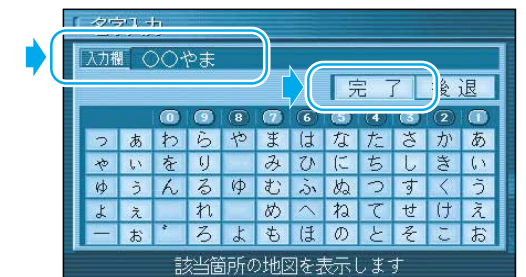 名字入力
入力欄 ○○やま
完了 後退
0 9 8 7 6 5 4 3 2 1
っ ぁ わ ら や ま は な た さ か あ
ゃ ぃ を り み ひ に ち し き い
ゅ ぅ ん る ゆ む ふ ぬ つ す く う
ょ ぇ れ め へ ね て せ け え
ー ぉ ゛ ろ よ も ほ の と そ こ お
該当箇所の地図を表示します